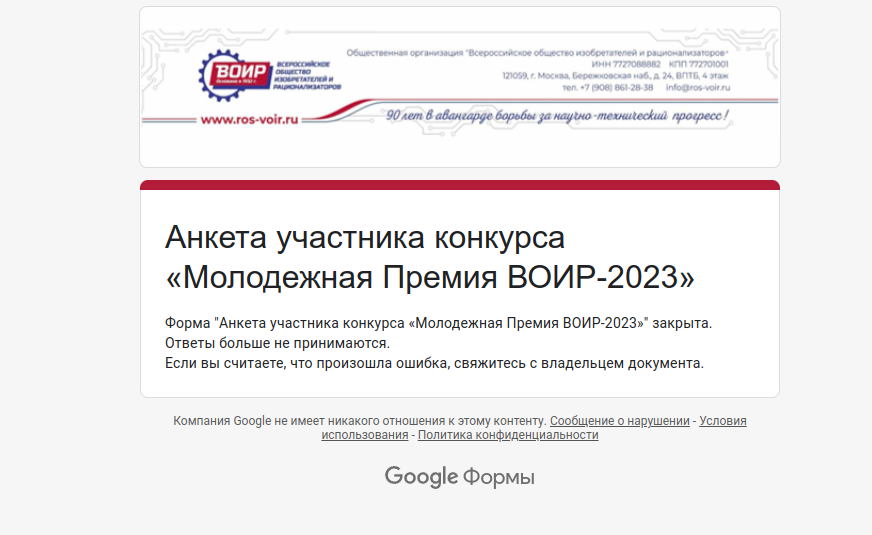 Общественная организация "Всероссийское общество изобретателей и рационализаторов"
ИНН 7727088882 КПП 772701001
121059, г. Москва, Бережковская наб., д. 24, ВПТБ, 4 этаж
тел. +7 (908) 861-28-38 info@ros-voir.ru
ВОИР
ВСЕРОССИЙСКОЕ
ОБЩЕСТВО
ИЗОБРЕТАТЕЛЕЙ И
РАЦИОНАЛИЗАТОРОВ
www.ros-voir.ru
90 лет в авангарде борьбы за научно-технический прогресс!
Анкета участника конкурса
«Молодежная Премия ВОИР-2023»
Форма "Анкета участника конкурса «Молодежная Премия ВОИР-2023»" закрыта.
Ответы больше не принимаются.
Если вы считаете, что произошла ошибка, свяжитесь с владельцем документа.
Компания Google не имеет никакого отношения к этому контенту. Сообщение о нарушении - Условия
использования - Политика конфиденциальности
Google Формы